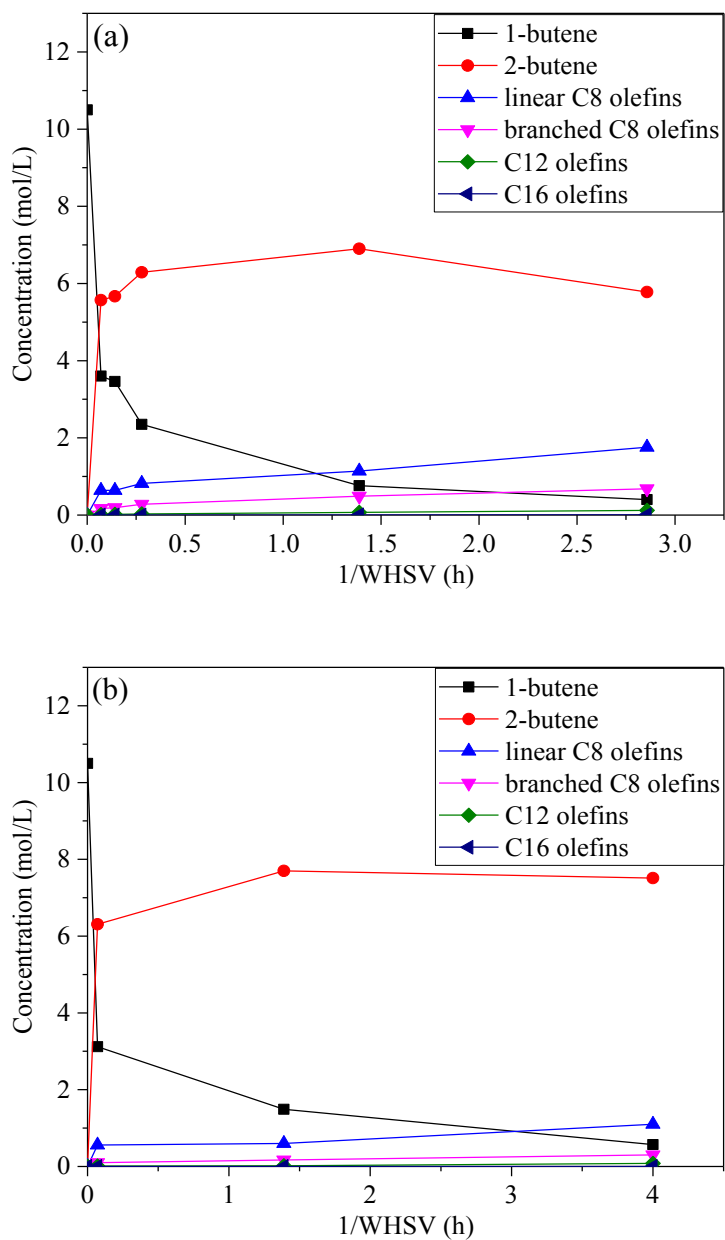 (a)
1-butene
2-butene
linear C8 olefins
branched C8 olefins
C12 olefins
C16 olefins
Concentration (mol/L)
12
10
8
6
4
2
0
0.0 0.5 1.0 1.5 2.0 2.5 3.0
1/WHSV (h)
(b)
1-butene
2-butene
linear C8 olefins
branched C8 olefins
C12 olefins
C16 olefins
Concentration (mol/L)
12
10
8
6
4
2
0
0 1 2 3 4
1/WHSV (h)